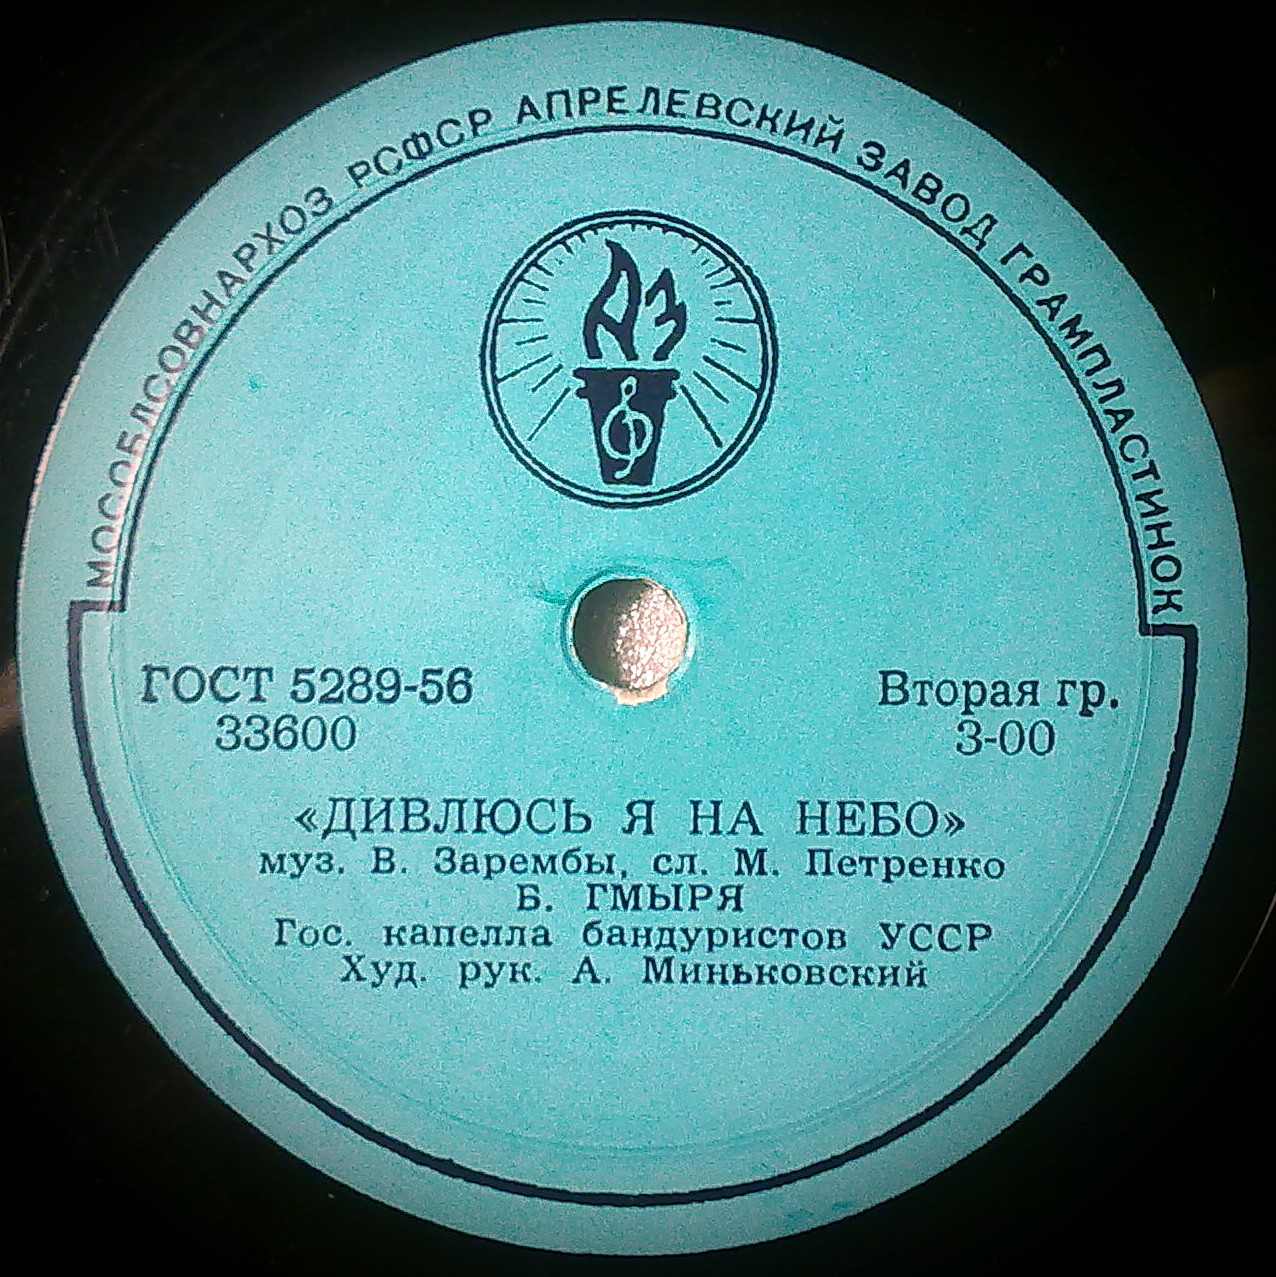 МОСОБЛСОВНАРХОЗ РСФСР АПРЕЛЕВСКИЙ ЗАВОД ГРАМПЛАСТИНОК
АЗ
ГОСТ 5289-56
33600
Вторая гр.
3-00
«ДИВЛЮСЬ Я НА НЕБО»
муз. В. Зарембы, сл. М. Петренко
Б. ГМЫРЯ
Гос. капелла бандуристов УССР
Худ. рук. А. Миньковский